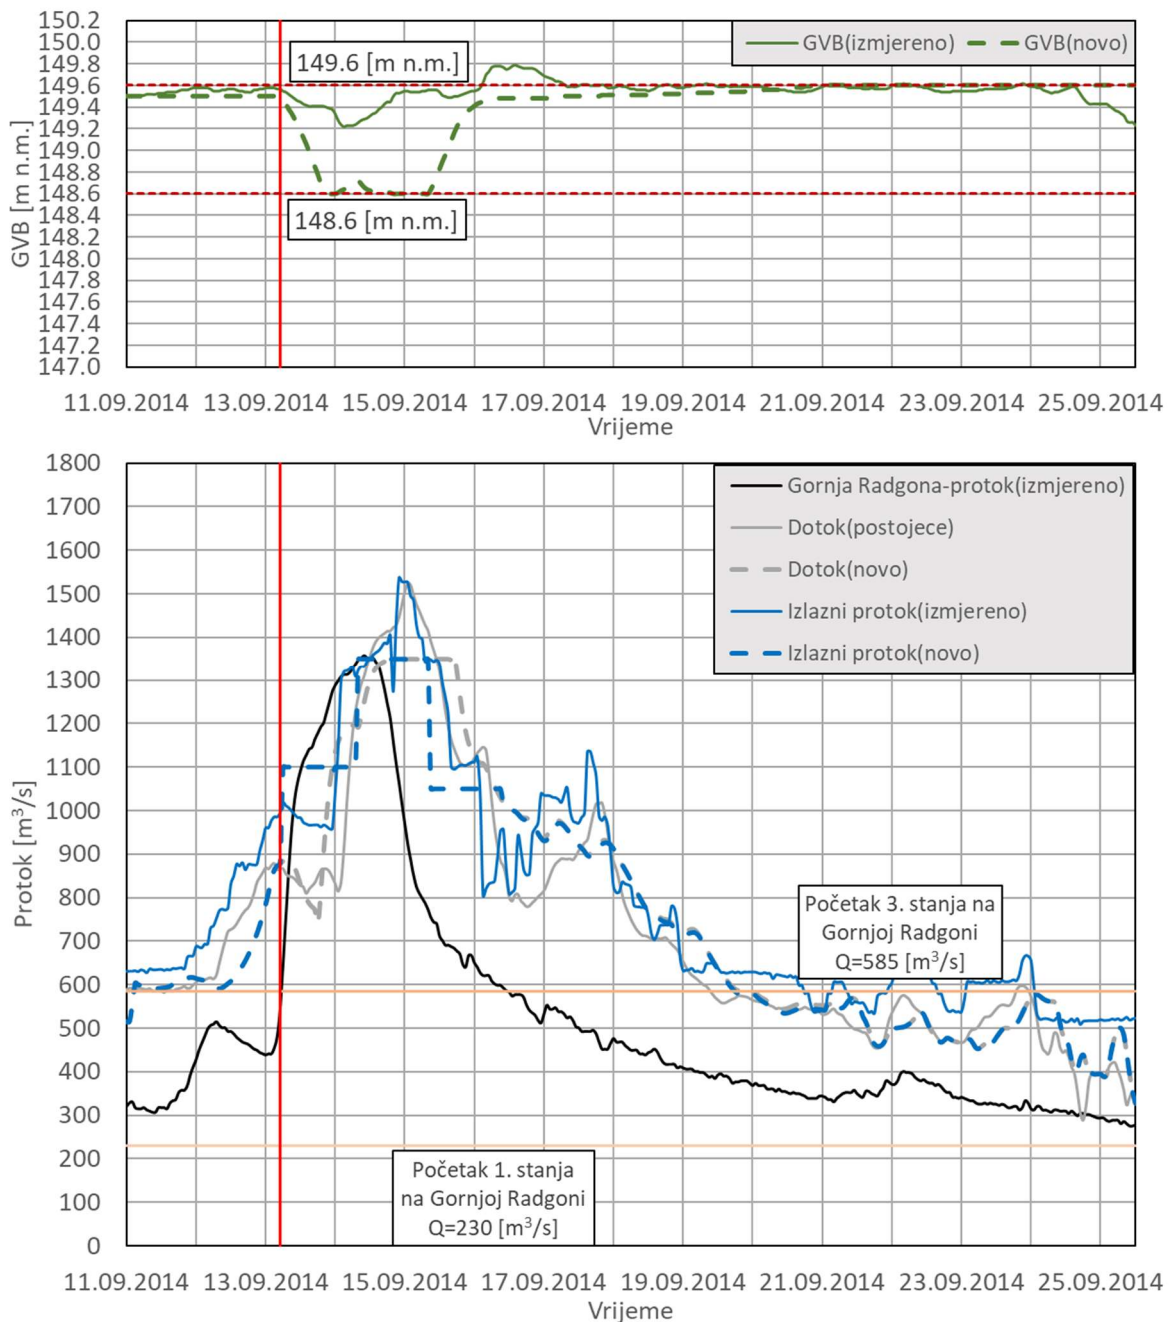 150.2
150.0
149.8
149.6
149.4
149.2
149.0
148.8
148.6
148.4
148.2
148.0
147.8
147.6
147.4
147.2
147.0
GVB [m n.m.]
GVB(izmjereno) GVB(novo)
149.6 [m n.m.]
148.6 [m n.m.]
11.09.2014 13.09.2014 15.09.2014 17.09.2014 19.09.2014 21.09.2014 23.09.2014 25.09.2014
Vrijeme
1800
1700
1600
1500
1400
1300
1200
1100
1000
900
800
700
600
500
400
300
200
100
0
Protok [m³/s]
Gornja Radgona-protok(izmjereno)
Dotok(postojece)
Dotok(novo)
Izlazni protok(izmjereno)
Izlazni protok(novo)
Početak 3. stanja na
Gornjoj Radgoni
Q=585 [m³/s]
Početak 1. stanja
na Gornjoj Radgoni
Q=230 [m³/s]
11.09.2014 13.09.2014 15.09.2014 17.09.2014 19.09.2014 21.09.2014 23.09.2014 25.09.2014
Vrijeme